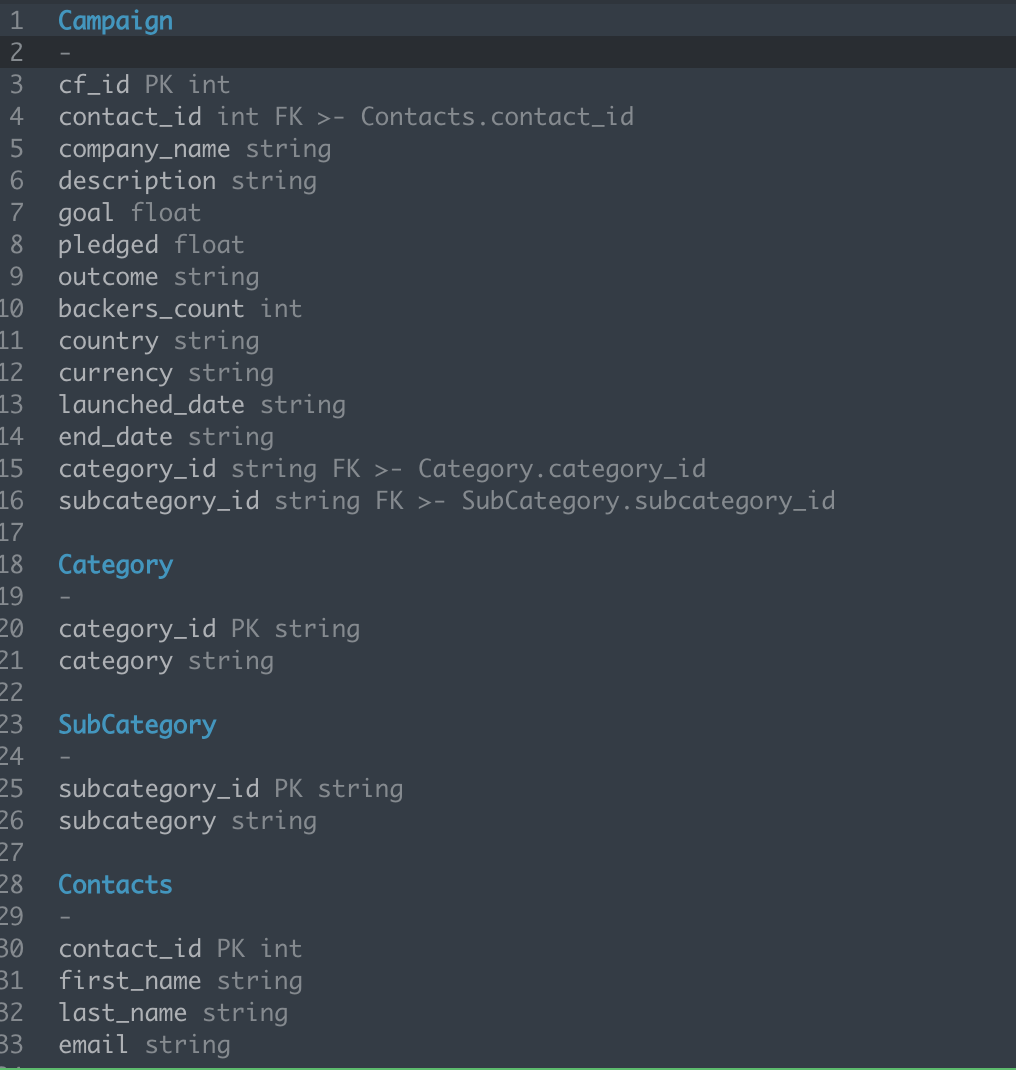 1 Campaign
2 -
3 cf_id PK int
4 contact_id int FK >- Contacts.contact_id
5 company_name string
6 description string
7 goal float
8 pledged float
9 outcome string
10 backers_count int
11 country string
12 currency string
13 launched_date string
14 end_date string
15 category_id string FK >- Category.category_id
16 subcategory_id string FK >- SubCategory.subcategory_id
17
18 Category
19 -
20 category_id PK string
21 category string
22
23 SubCategory
24 -
25 subcategory_id PK string
26 subcategory string
27
28 Contacts
29 -
30 contact_id PK int
31 first_name string
32 last_name string
33 email string